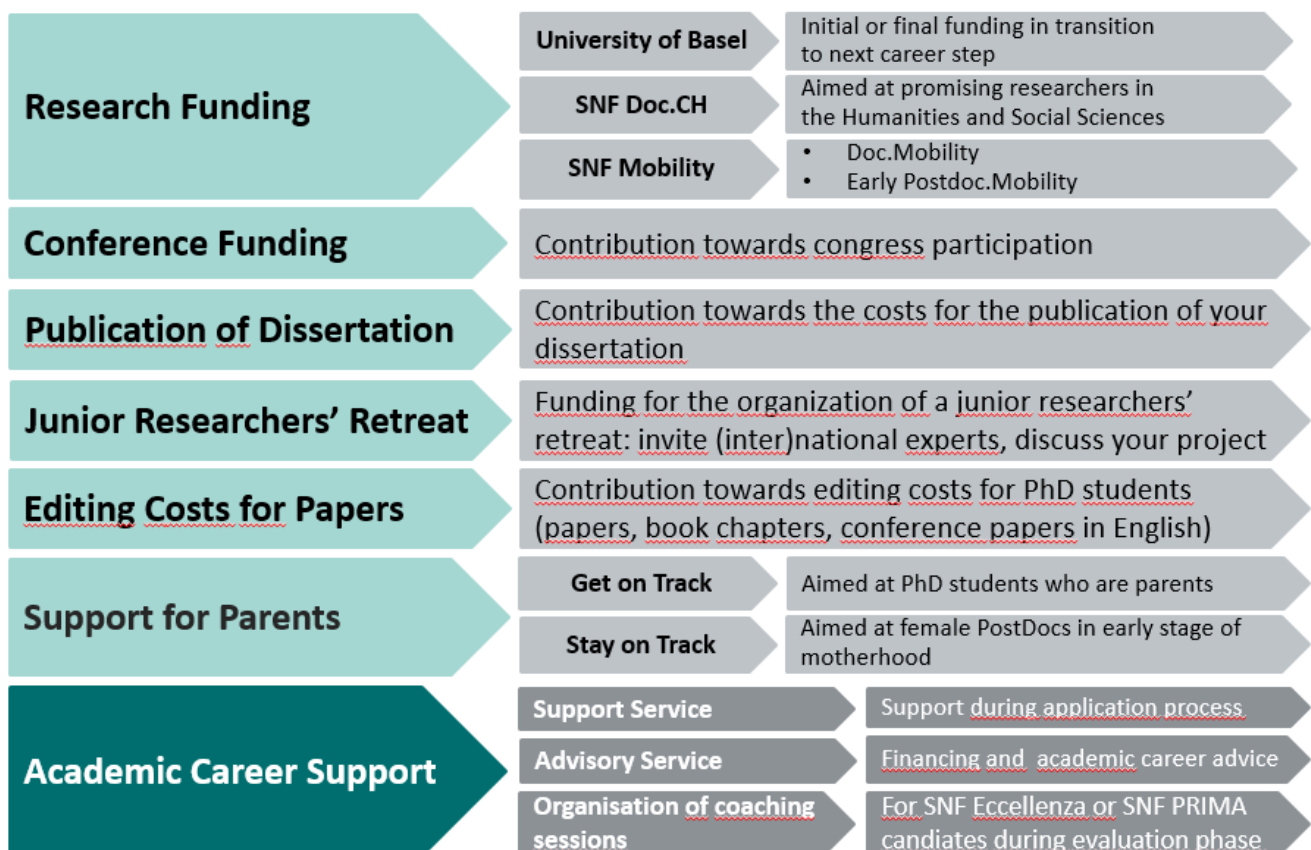 Research Funding
University of Basel
Initial or final funding in transition
to next career step
SNF Doc.CH
Aimed at promising researchers in
the Humanities and Social Sciences
SNF Mobility
• Doc.Mobility
• Early Postdoc.Mobility
Conference Funding
Contribution towards congress participation
Publication of Dissertation
Contribution towards the costs for the publication of your
dissertation
Junior Researchers’ Retreat
Funding for the organization of a junior researchers’
retreat: invite (inter)national experts, discuss your project
Editing Costs for Papers
Contribution towards editing costs for PhD students
(papers, book chapters, conference papers in English)
Support for Parents
Get on Track
Aimed at PhD students who are parents
Stay on Track
Aimed at female PostDocs in early stage of
motherhood
Academic Career Support
Support Service
Support during application process
Advisory Service
Financing and academic career advice
Organisation of coaching
sessions
For SNF Eccellenza or SNF PRIMA
candiates during evaluation phase